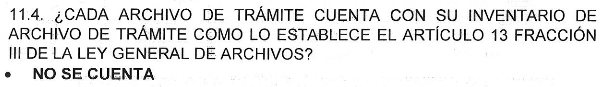 11.4. ¿CADA ARCHIVO DE TRÁMITE CUENTA CON SU INVENTARIO DE
ARCHIVO DE TRÁMITE COMO LO ESTABLECE EL ARTÍCULO 13 FRACCIÓN
III DE LA LEY GENERAL DE ARCHIVOS?
• NO SE CUENTA